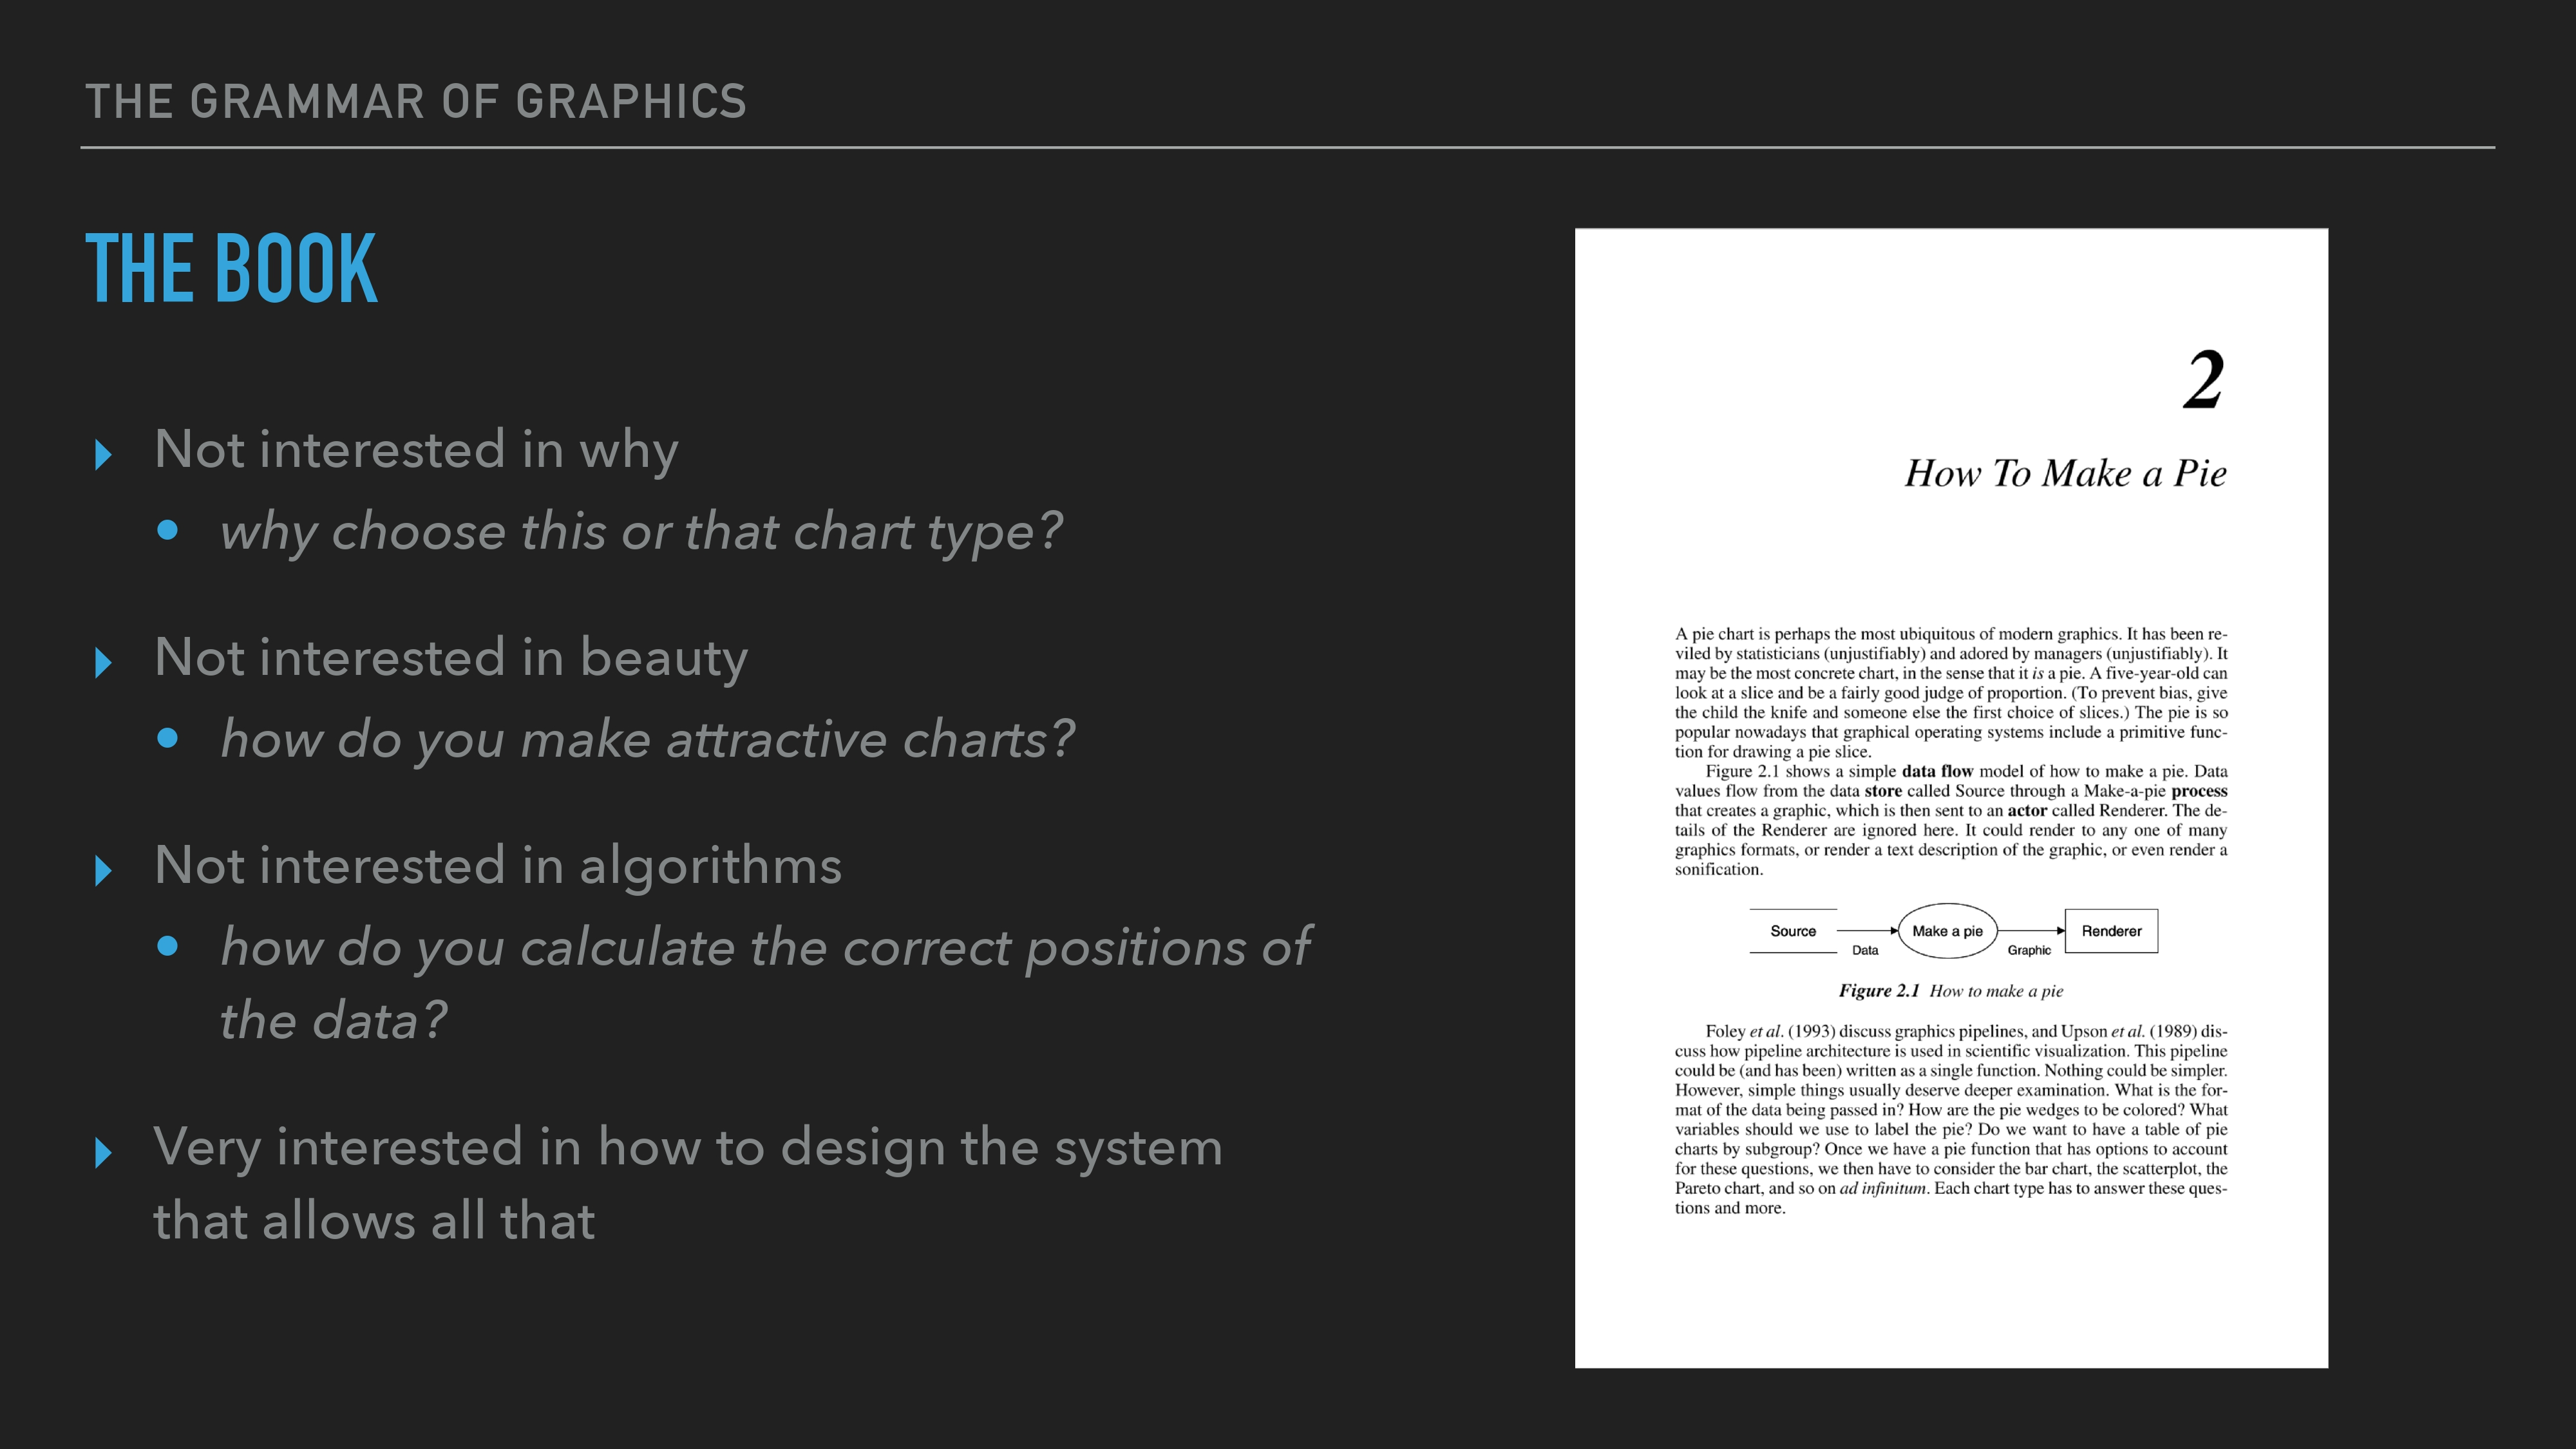 THE GRAMMAR OF GRAPHICS
THE BOOK
Not interested in why
why choose this or that chart type?
Not interested in beauty
how do you make attractive charts?
Not interested in algorithms
how do you calculate the correct positions of
the data?
Very interested in how to design the system
that allows all that
2
How To Make a Pie
A pie chart is perhaps the most ubiquitous of modern graphics. It has been re-
viled by statisticians (unjustifiably) and adored by managers (unjustifiably). It
may be the most concrete chart, in the sense that it is a pie. A five-year-old can
look at a slice and be a fairly good judge of proportion. (To prevent bias, give
the child the knife and someone else the first choice of slices.) The pie is so
popular nowadays that graphical operating systems include a primitive func-
tion for drawing a pie slice.
Figure 2.1 shows a simple data flow model of how to make a pie. Data
values flow from the data store called Source through a Make-a-pie process
that creates a graphic, which is then sent to an actor called Renderer. The de-
tails of the Renderer are ignored here. It could render to any one of many
graphics formats, or render a text description of the graphic, or even render a
sonification.
Source
Data
Make a pie
Graphic
Renderer
Figure 2.1 How to make a pie
Foley et al. (1993) discuss graphics pipelines, and Upson et al. (1989) dis-
cuss how pipeline architecture is used in scientific visualization. This pipeline
could be (and has been) written as a single function. Nothing could be simpler.
However, simple things usually deserve deeper examination. What is the for-
mat of the data being passed in? How are the pie wedges to be colored? What
variables should we use to label the pie? Do we want to have a table of pie
charts by subgroup? Once we have a pie function that has options to account
for these questions, we then have to consider the bar chart, the scatterplot, the
Pareto chart, and so on ad infinitum. Each chart type has to answer these ques-
tions and more.